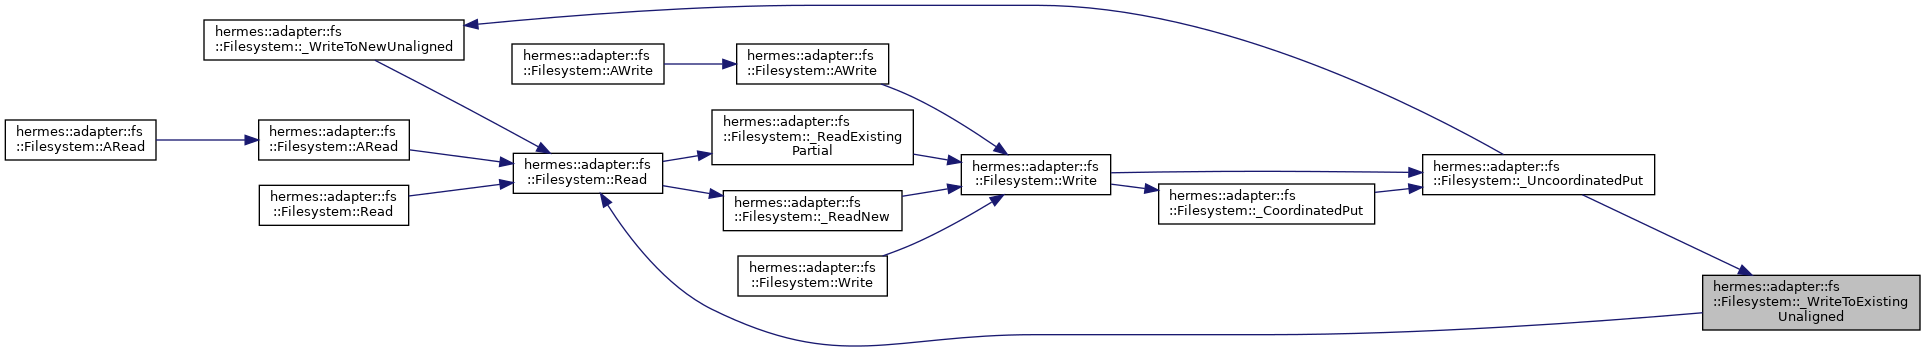 hermes::adapter::fs
::Filesystem::_WriteToNewUnaligned
hermes::adapter::fs
::Filesystem::AWrite
hermes::adapter::fs
::Filesystem::AWrite
hermes::adapter::fs
::Filesystem::ARead
hermes::adapter::fs
::Filesystem::ARead
hermes::adapter::fs
::Filesystem::Read
hermes::adapter::fs
::Filesystem::Read
hermes::adapter::fs
::Filesystem::_ReadExisting
Partial
hermes::adapter::fs
::Filesystem::_ReadNew
hermes::adapter::fs
::Filesystem::Write
hermes::adapter::fs
::Filesystem::Write
hermes::adapter::fs
::Filesystem::_CoordinatedPut
hermes::adapter::fs
::Filesystem::_UncoordinatedPut
hermes::adapter::fs
::Filesystem::_WriteToExisting
Unaligned